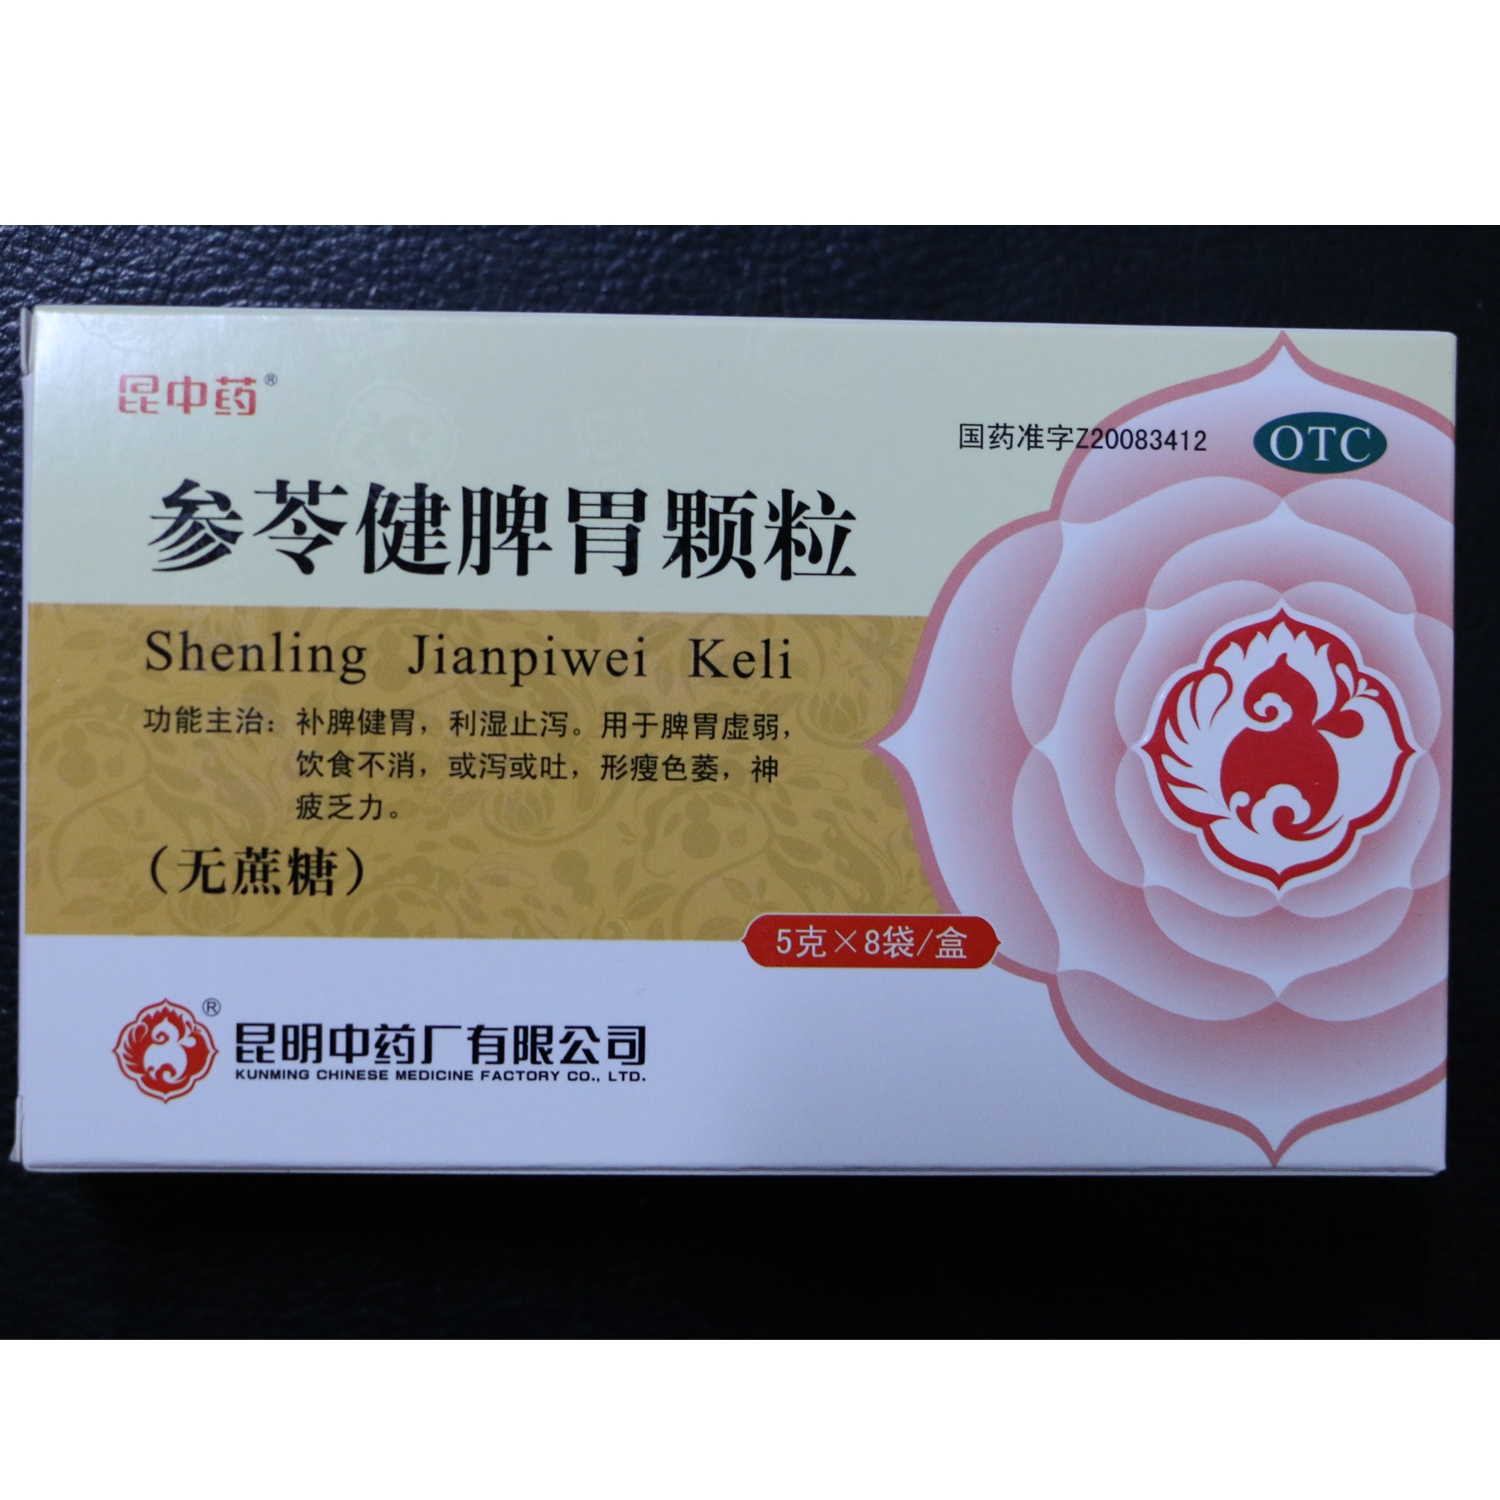 昆中药®
国药准字Z20083412
OTC
参苓健脾胃颗粒
Shenling Jianpiwei Keli
功能主治：补脾健胃，利湿止泻。用于脾胃虚弱，
饮食不消，或泻或吐，形瘦色萎，神
疲乏力。
（无蔗糖）
5克×8袋/盒
®
昆明中药厂有限公司
KUNMING CHINESE MEDICINE FACTORY CO., LTD.